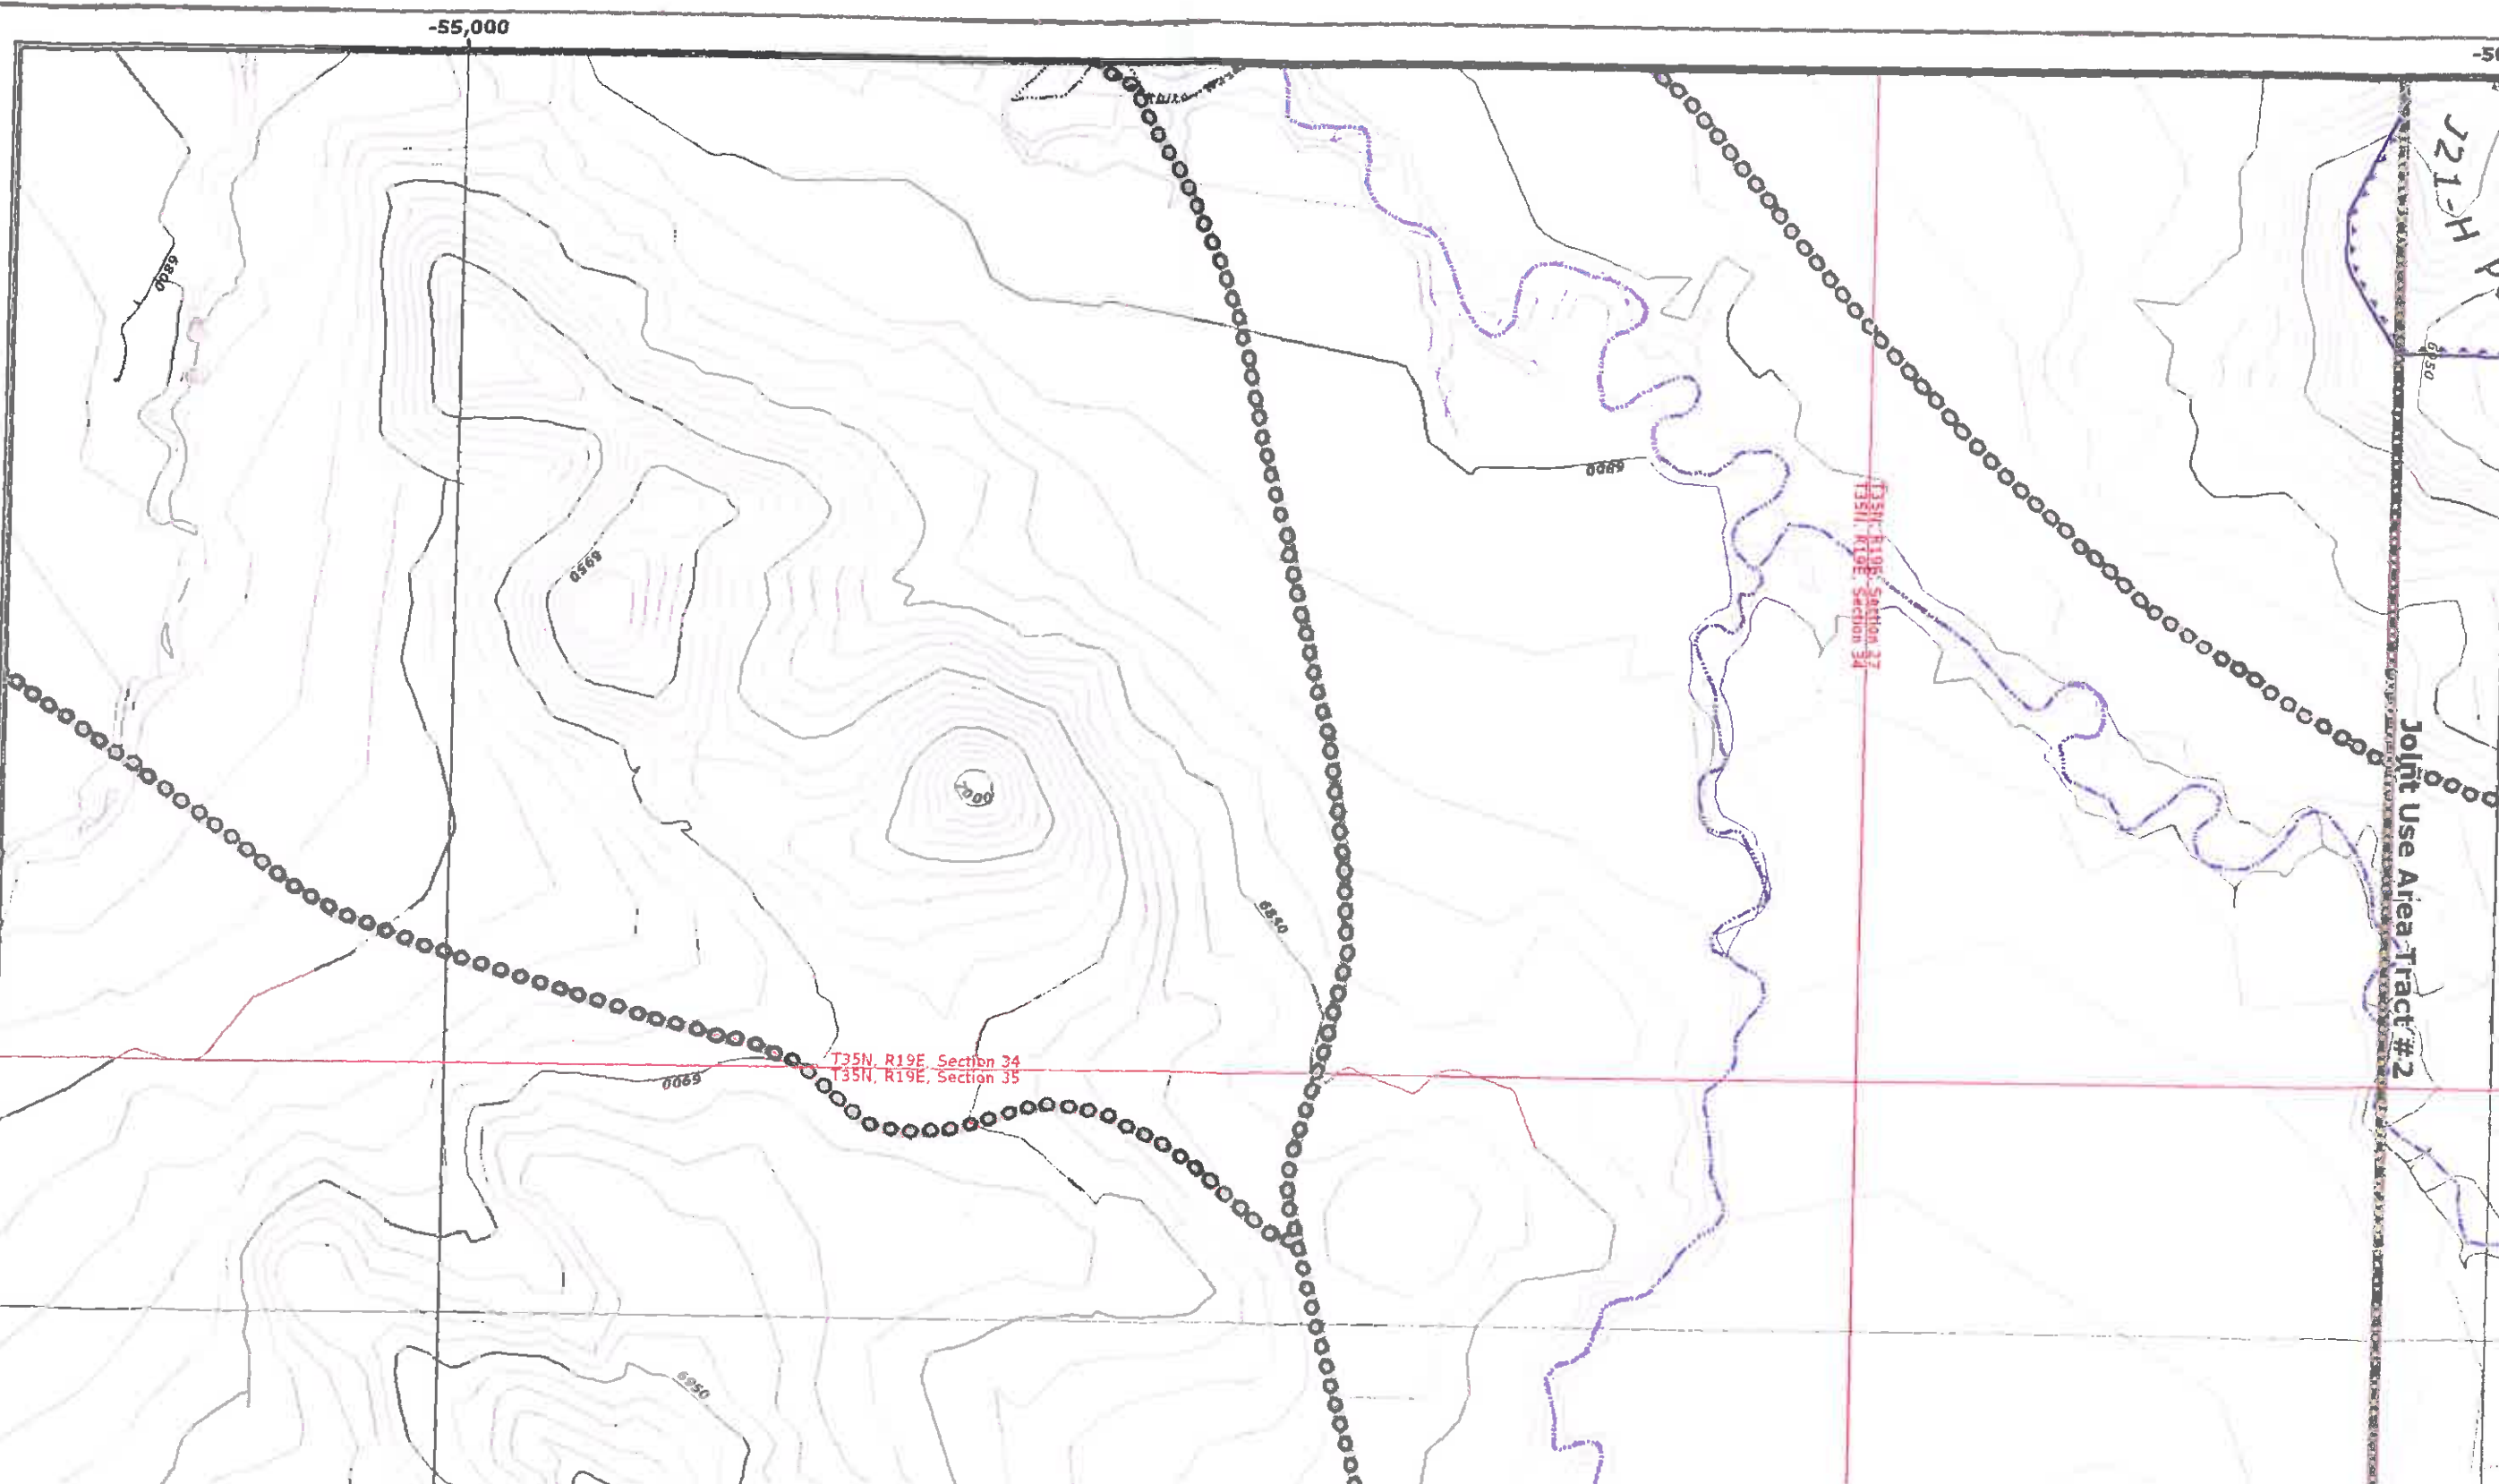 -55,000
J21-H
6800
6950
6800
T35N, R19E, Section 27
T35N, R19E, Section 34
6950
Joint Use Area-Tract #2
7000
6850
T35N, R19E, Section 34
T35N, R19E, Section 35
6900
6950